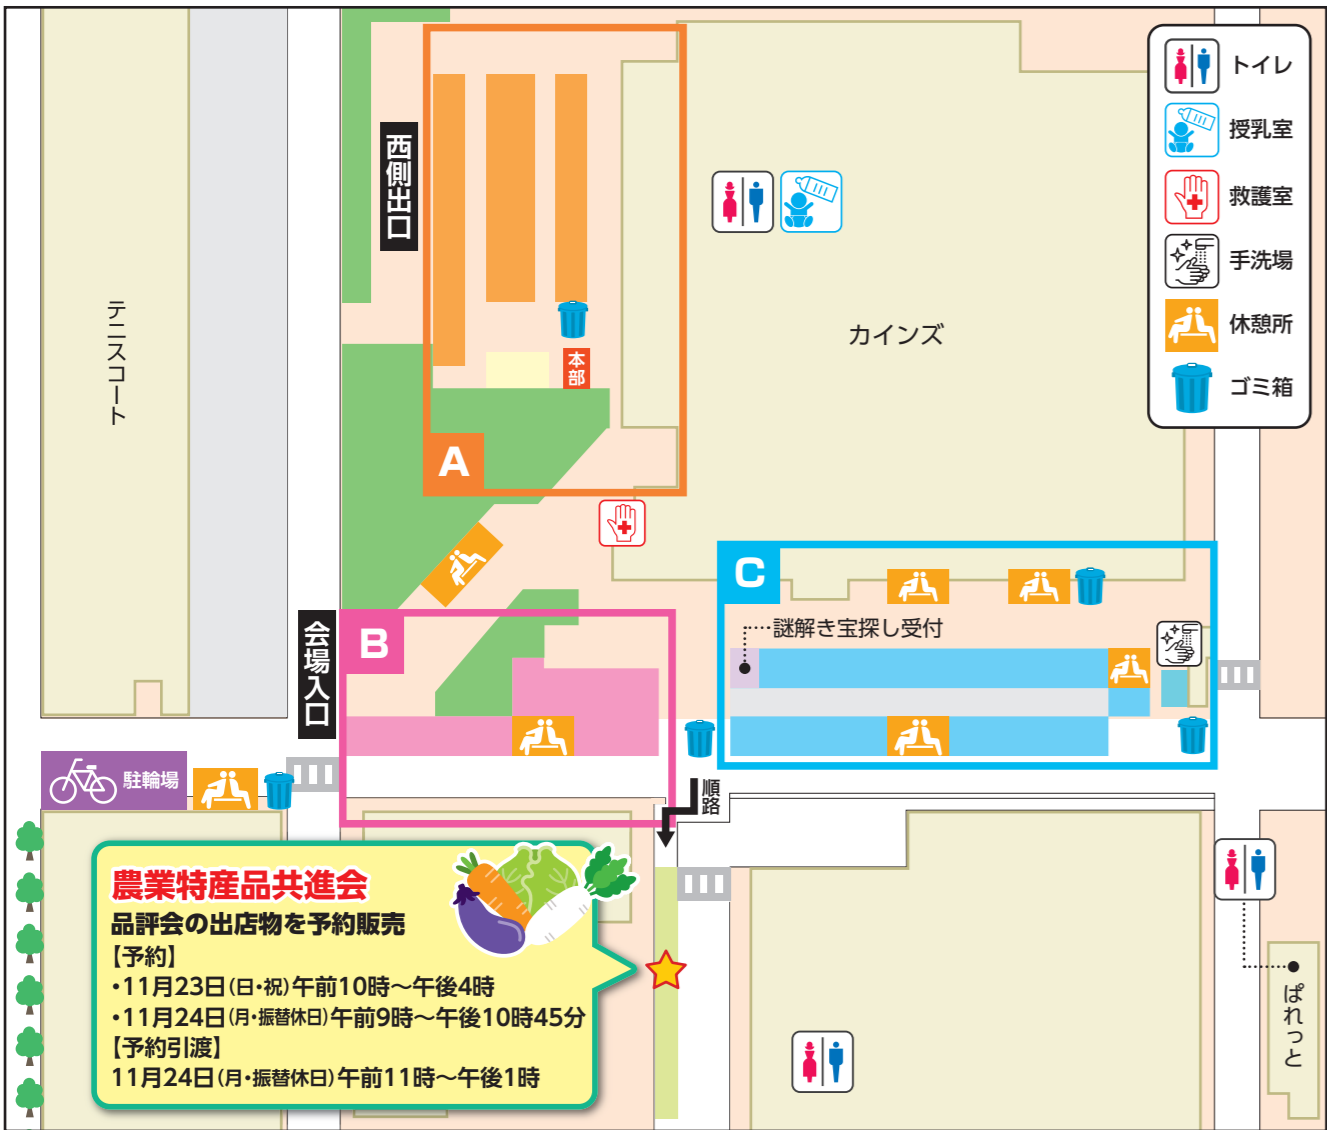 トイレ
授乳室
救護室
手洗場
休憩所
ゴミ箱
西側出口
テニスコート
カインズ
本部
A
C
謎解き宝探し受付
B
会場入口
駐輪場
順路
農業特産品共進会
品評会の出店物を予約販売
【予約】
・11月23日(日・祝)午前10時～午後4時
・11月24日(月・振替休日)午前9時～午後10時45分
【予約引渡】
11月24日(月・振替休日)午前11時～午後1時
ぱれっと